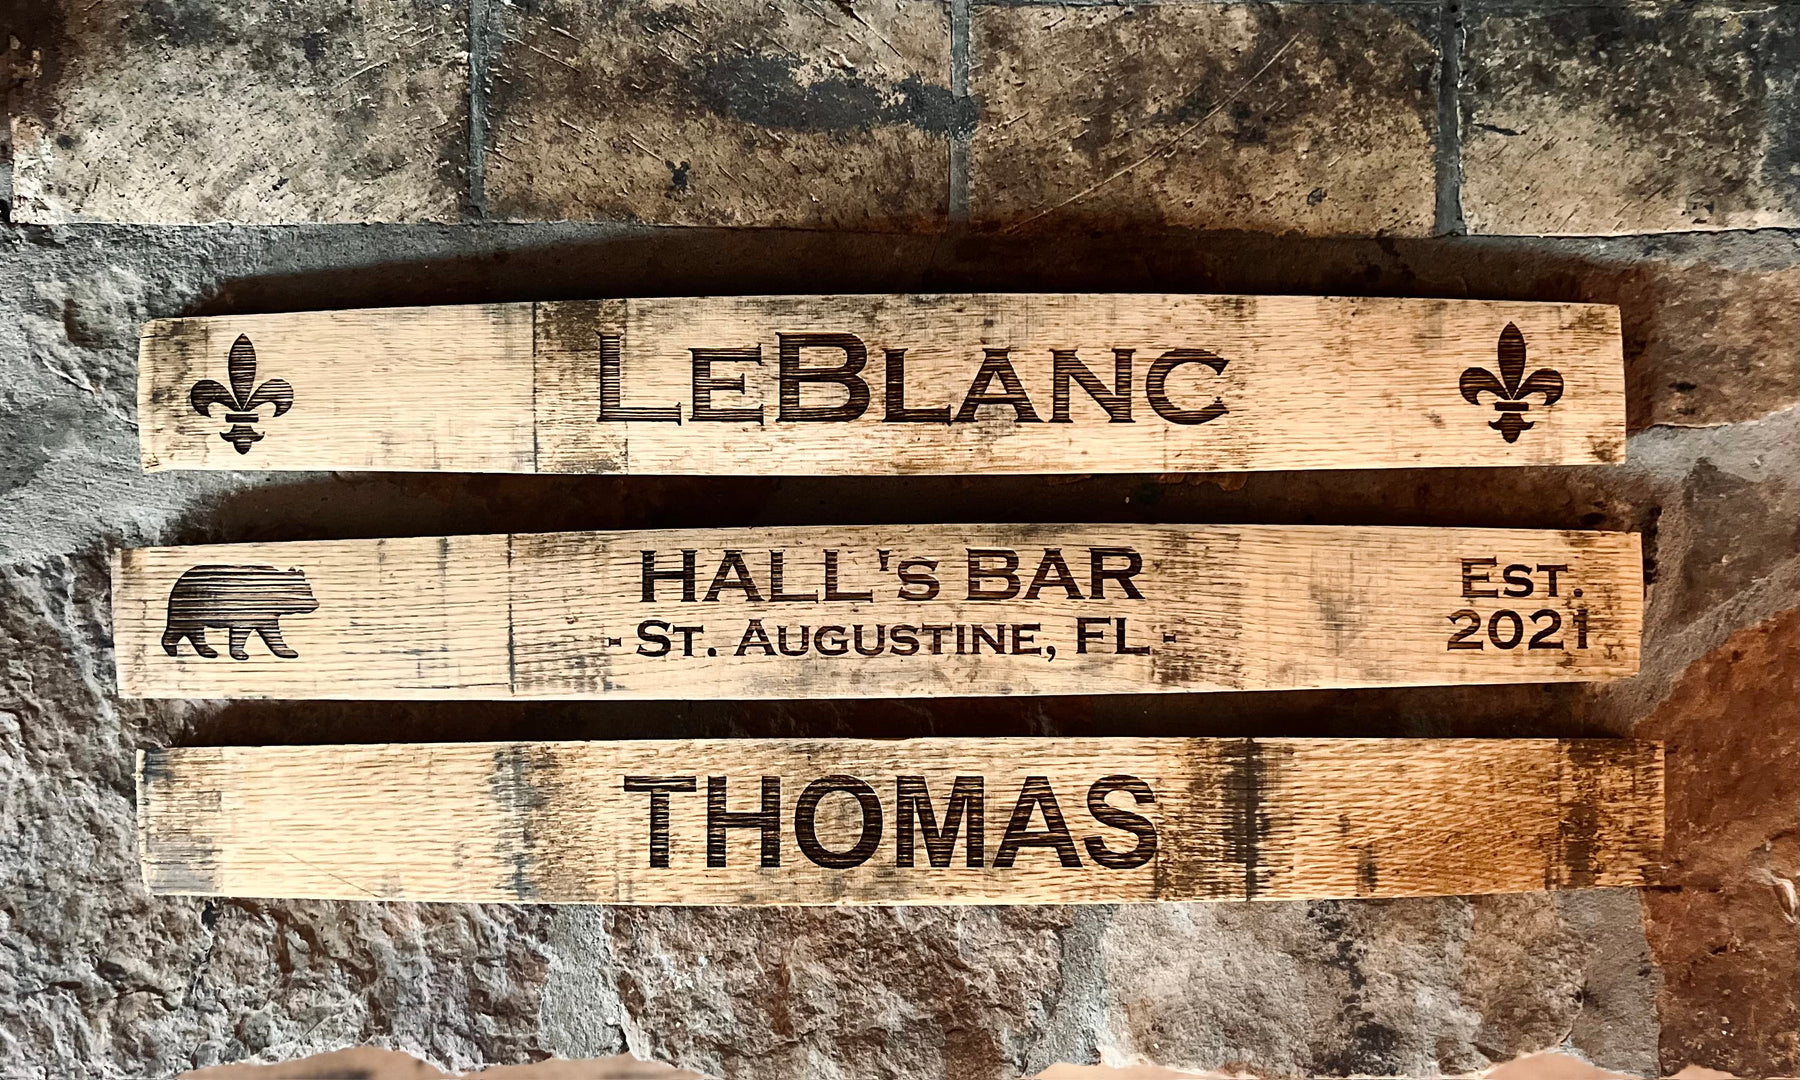 LEBLANC
HALL's BAR
- ST. AUGUSTINE, FL -
EST.
2021
THOMAS